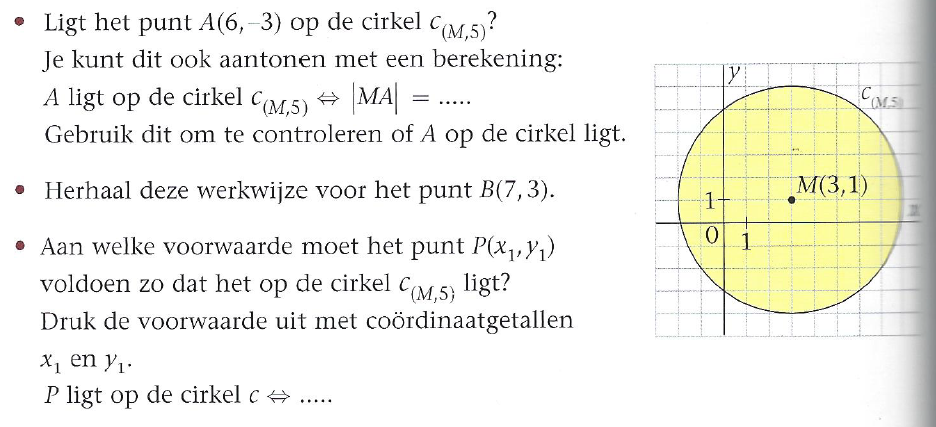 • Ligt het punt A(6,–3) op de cirkel c(M,5)?
Je kunt dit ook aantonen met een berekening:
A ligt op de cirkel c(M,5) ⇔ |MA| = .....
Gebruik dit om te controleren of A op de cirkel ligt.
• Herhaal deze werkwijze voor het punt B(7, 3).
• Aan welke voorwaarde moet het punt P(x₁, y₁)
voldoen zo dat het op de cirkel c(M,5) ligt?
Druk de voorwaarde uit met coördinaatgetallen
x₁ en y₁.
P ligt op de cirkel c ⇔ .....
y
c(M,5)
M(3,1)
1
0
1